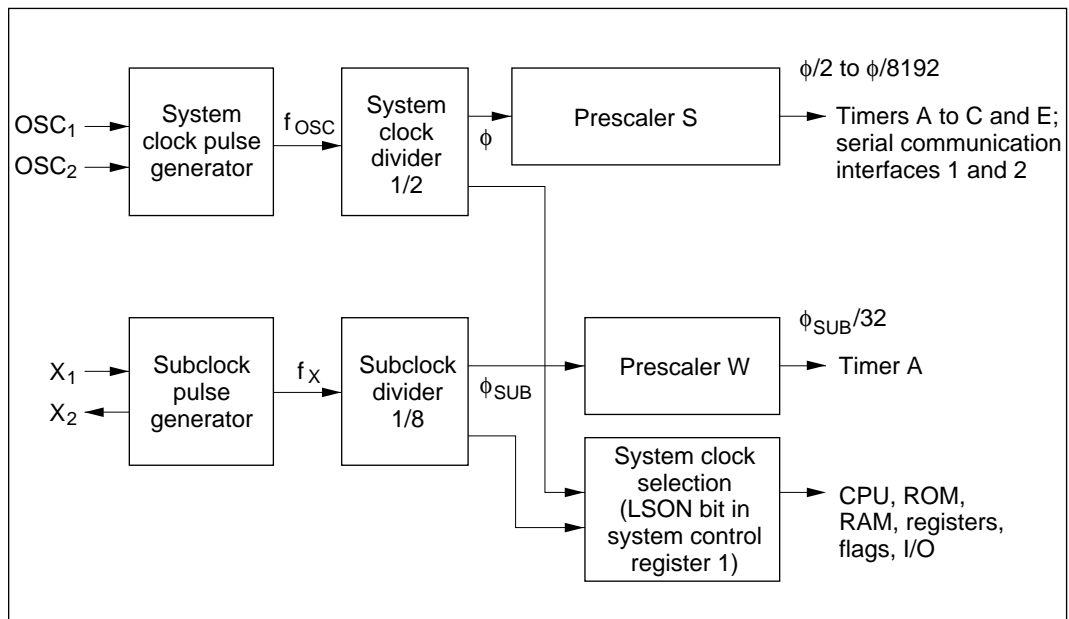 OSC1
OSC2
System
clock pulse
generator
fOSC
System
clock
divider
1/2
ϕ
Prescaler S
ϕ/2 to ϕ/8192
Timers A to C and E;
serial communication
interfaces 1 and 2
X1
X2
Subclock
pulse
generator
fX
Subclock
divider
1/8
ϕSUB
Prescaler W
ϕSUB/32
Timer A
System clock
selection
(LSON bit in
system control
register 1)
CPU, ROM,
RAM, registers,
flags, I/O